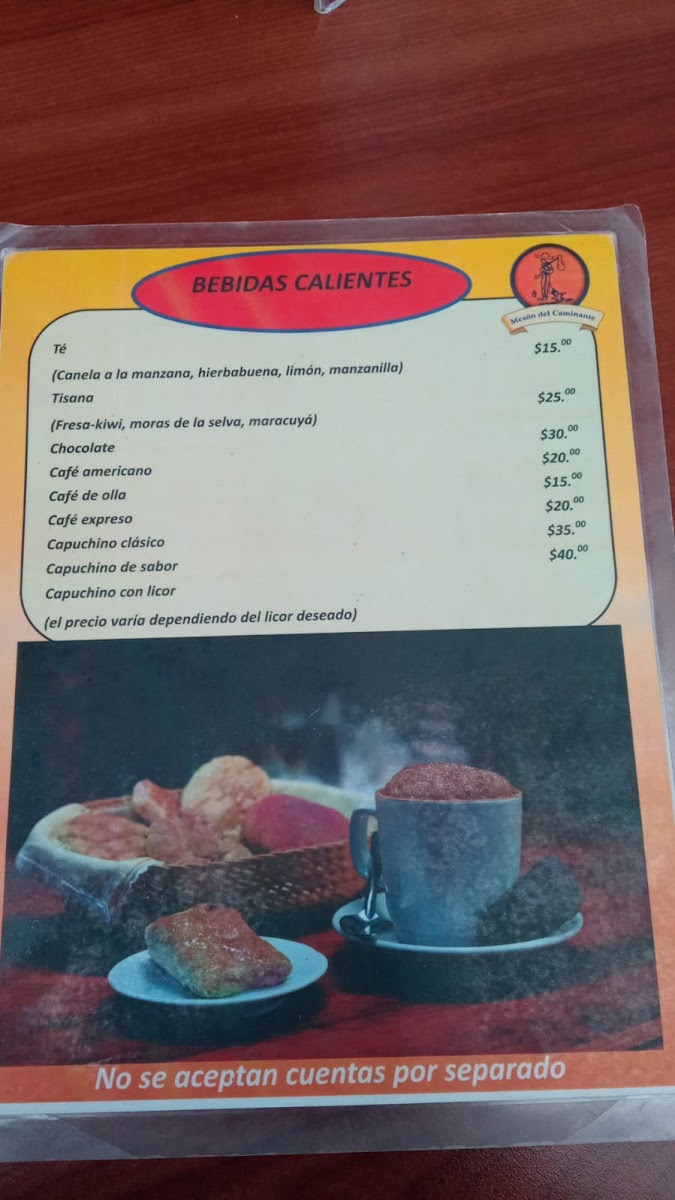 BEBIDAS CALIENTES
Mesón del Caminante
Té $15.00
(Canela a la manzana, hierbabuena, limón, manzanilla)
Tisana $25.00
(Fresa-kiwi, moras de la selva, maracuyá)
Chocolate $30.00
Café americano $20.00
Café de olla $15.00
Café expreso $20.00
Capuchino clásico $35.00
Capuchino de sabor $40.00
Capuchino con licor
(el precio varía dependiendo del licor deseado)
No se aceptan cuentas por separado